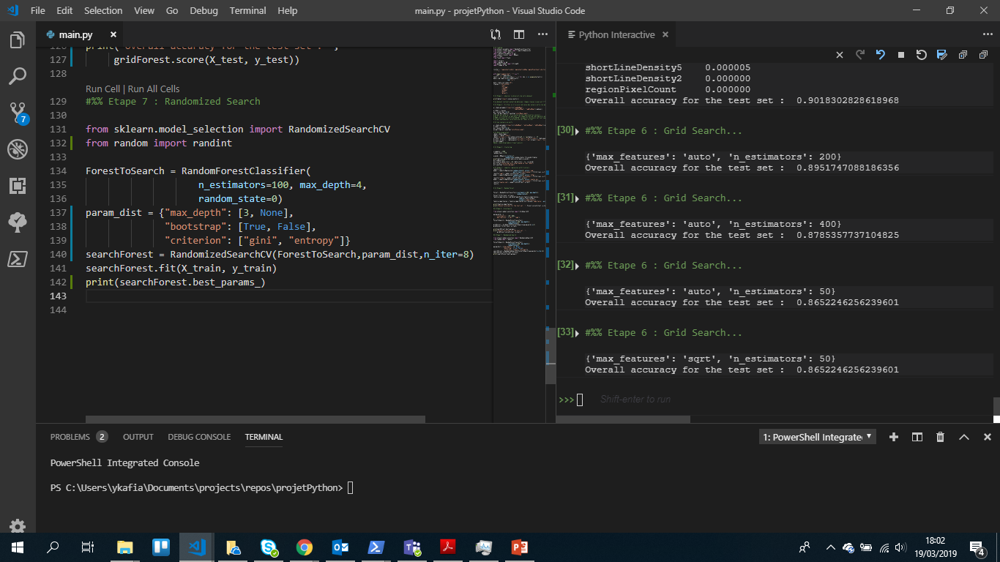 File Edit Selection View Go Debug Terminal Help
main.py - projetPython - Visual Studio Code
main.py
Python Interactive
127 gridForest.score(X_test, y_test))
128
Run Cell | Run All Cells
129 #%% Etape 7 : Randomized Search
130
131 from sklearn.model_selection import RandomizedSearchCV
132 from random import randint
133
134 ForestToSearch = RandomForestClassifier(
135 n_estimators=100, max_depth=4,
136 random_state=0)
137 param_dist = {"max_depth": [3, None],
138 "bootstrap": [True, False],
139 "criterion": ["gini", "entropy"]}
140 searchForest = RandomizedSearchCV(ForestToSearch,param_dist,n_iter=8)
141 searchForest.fit(X_train, y_train)
142 print(searchForest.best_params_)
143
144
7
shortLineDensity5 0.000005
shortLineDensity2 0.000000
regionPixelCount 0.000000
Overall accuracy for the test set : 0.9018302828618968
[30] #%% Etape 6 : Grid Search...
{'max_features': 'auto', 'n_estimators': 200}
Overall accuracy for the test set : 0.8951747088186356
[31] #%% Etape 6 : Grid Search...
{'max_features': 'auto', 'n_estimators': 400}
Overall accuracy for the test set : 0.8785357737104825
[32] #%% Etape 6 : Grid Search...
{'max_features': 'auto', 'n_estimators': 50}
Overall accuracy for the test set : 0.8652246256239601
[33] #%% Etape 6 : Grid Search...
{'max_features': 'sqrt', 'n_estimators': 50}
Overall accuracy for the test set : 0.8652246256239601
>>> Shift-enter to run
PROBLEMS 2 OUTPUT DEBUG CONSOLE TERMINAL
1: PowerShell Integrate
PowerShell Integrated Console
PS C:\Users\ykafia\Documents\projects\repos\projetPython>
18:02
19/03/2019
4